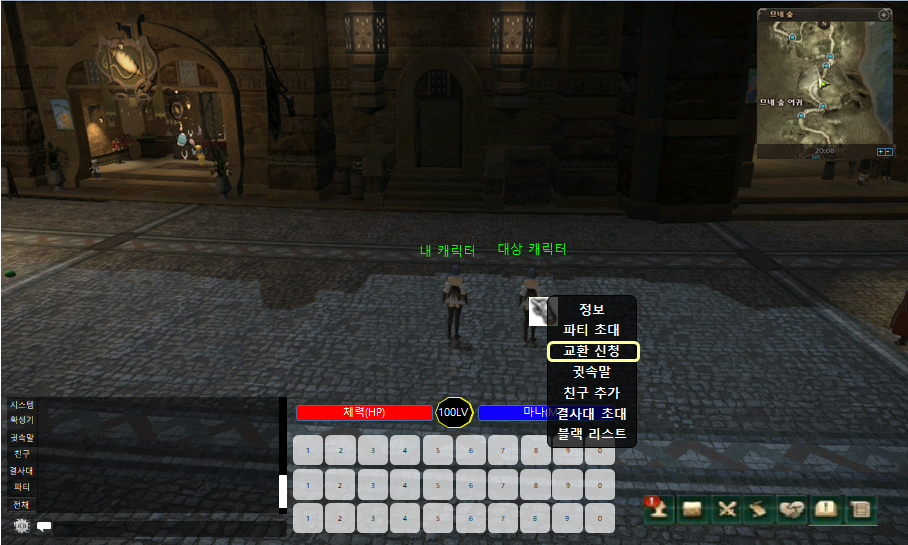 므네 숲
N
므네 숲 어귀
20:08
내 캐릭터
대상 캐릭터
정보
파티 초대
교환 신청
귓속말
친구 추가
결사대 초대
블랙 리스트
시스템
확성기
귓속말
친구
결사대
파티
전체
체력(HP)
100LV
마나(M
1 2 3 4 5 6 7 8 9 0
1 2 3 4 5 6 7 8 9 0
1 2 3 4 5 6 7 8 9 0
1